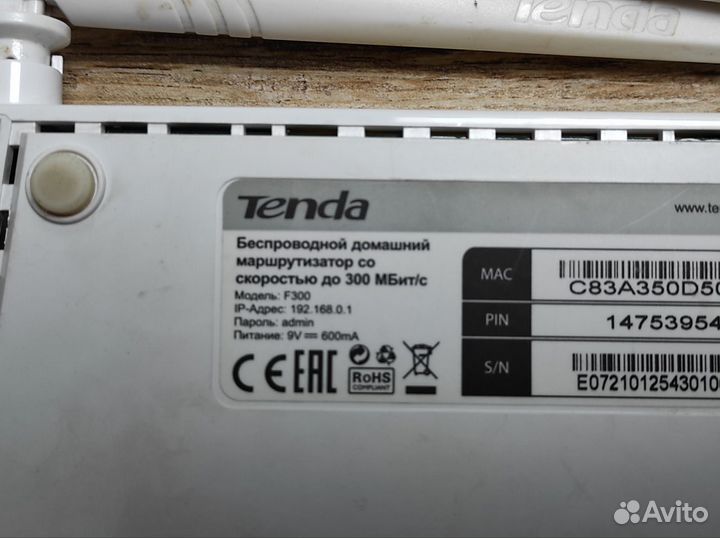 Tenda
Tenda
www.te
Беспроводной домашний
маршрутизатор со
скоростью до 300 МБит/с
Модель: F300
IP-Адрес: 192.168.0.1
Пароль: admin
Питание: 9V 600mA
CE EAC RoHS
COMPLIANT
MAC
C83A350D50
PIN
14753954
S/N
E0721012543010
Avito